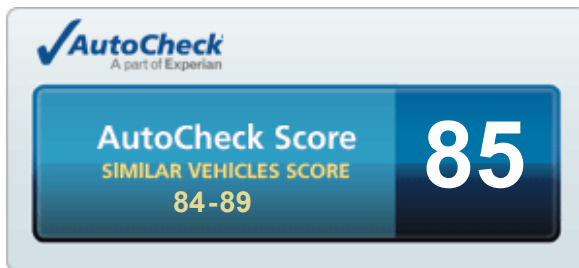 AutoCheck
A part of Experian
AutoCheck Score
SIMILAR VEHICLES SCORE
84-89
85